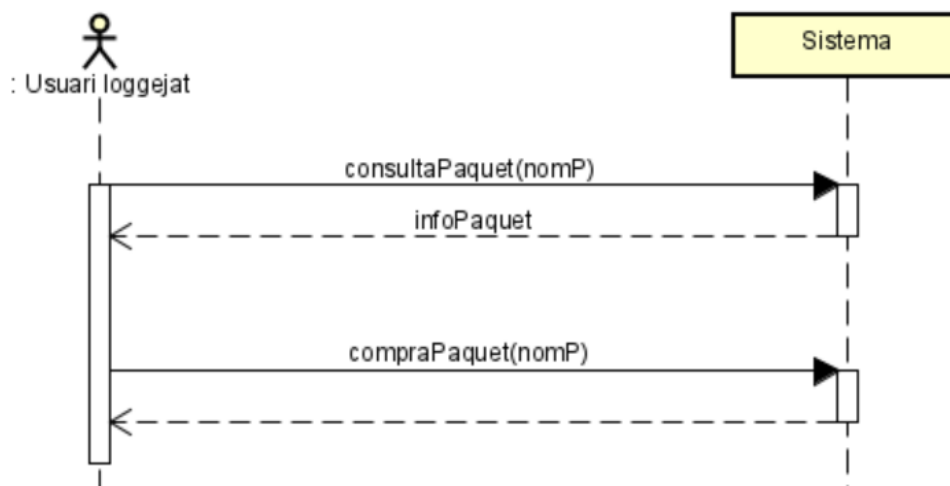 Sistema
: Usuari loggejat
consultaPaquet(nomP)
infoPaquet
compraPaquet(nomP)